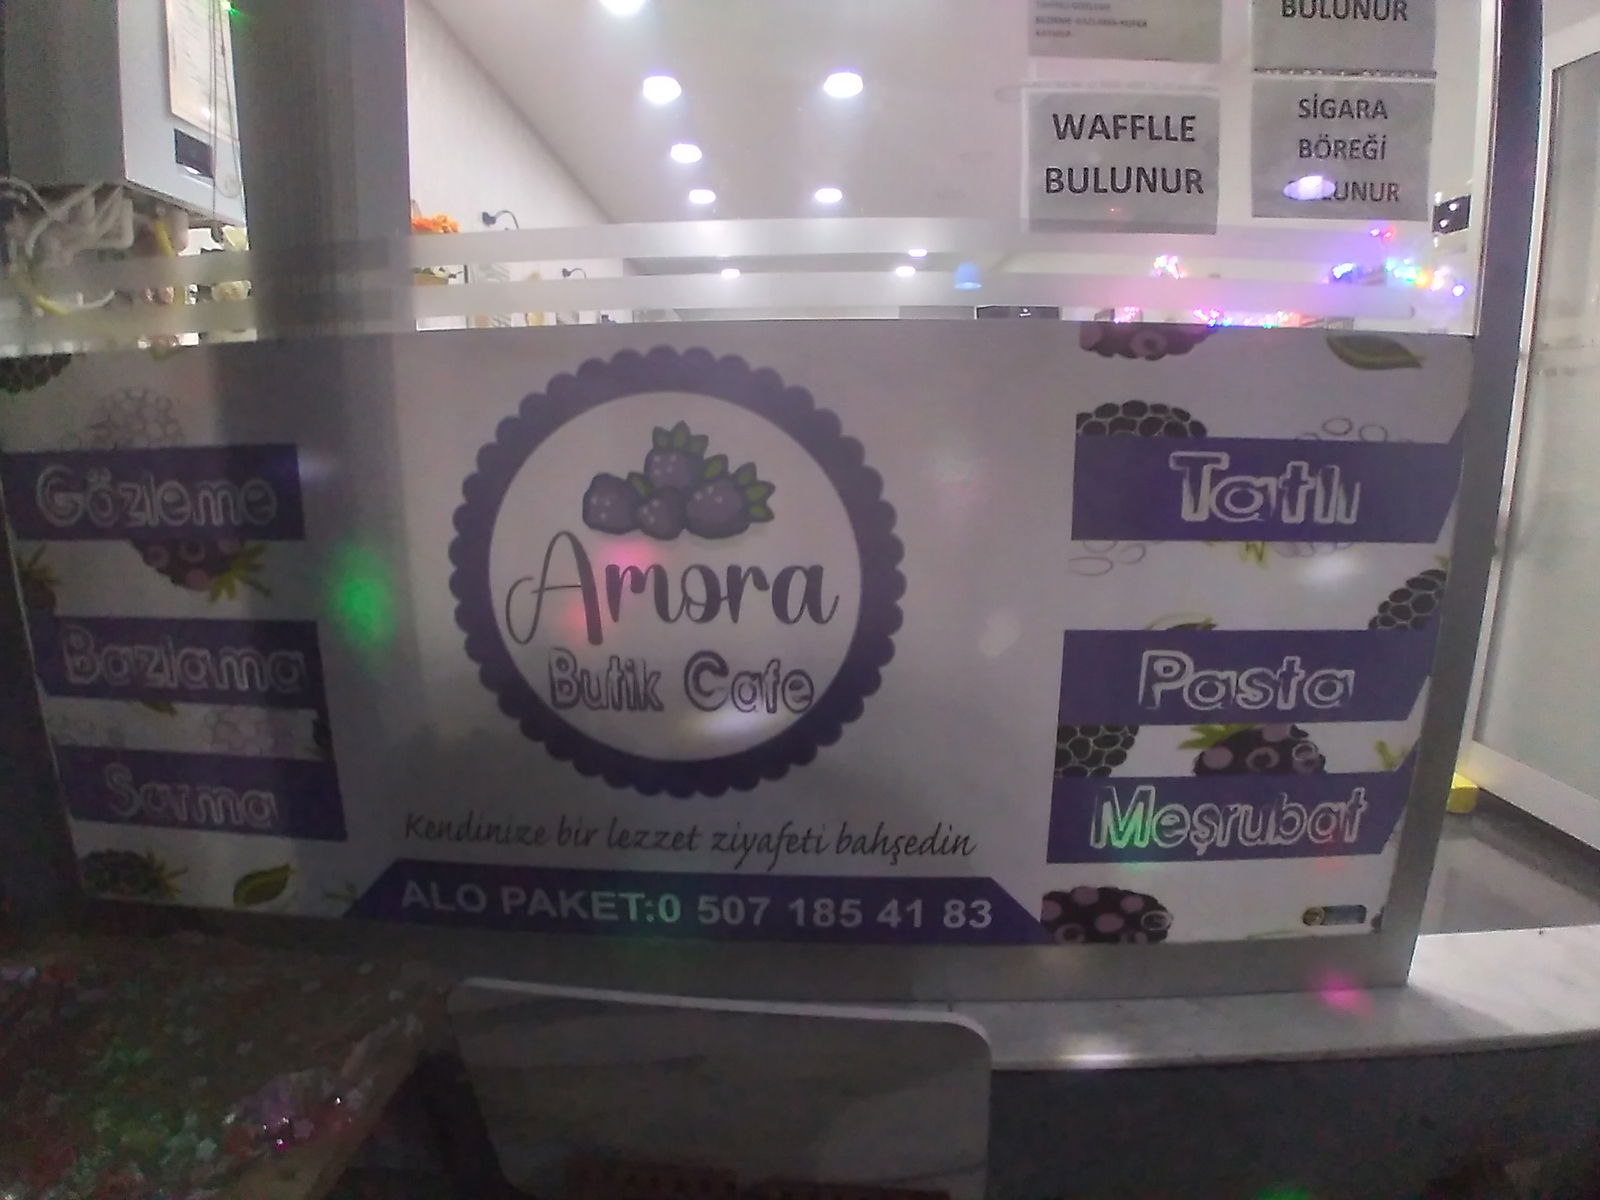 BULUNUR
WAFFLLE
BULUNUR
SİGARA
BÖREĞİ
Gözleme
Bazlama
Sarma
Amora
Butik Cafe
Kendinize bir lezzet ziyafeti bahşedin
ALO PAKET:0 507 185 41 83
Tatlı
Pasta
Meşrubat